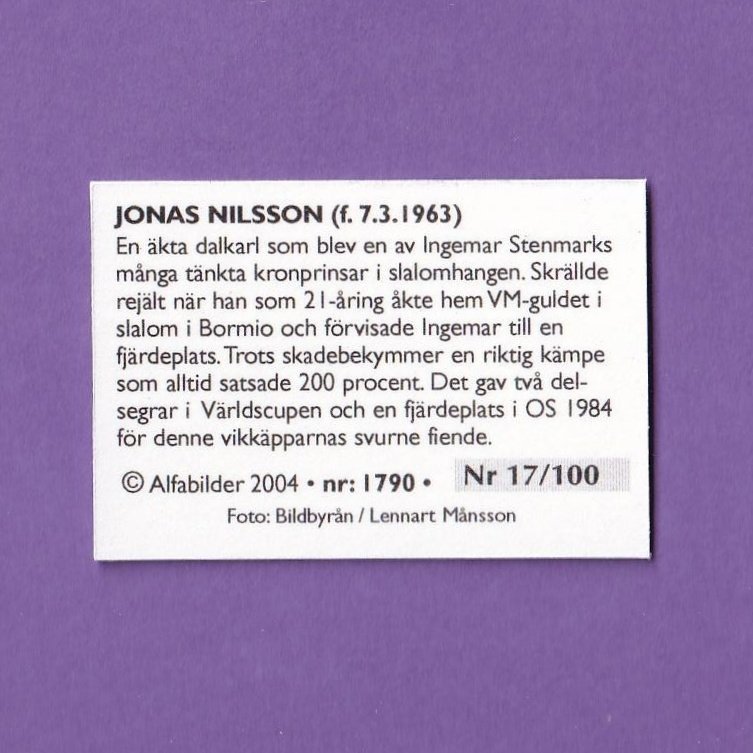 JONAS NILSSON (f. 7.3.1963)
En äkta dalkarl som blev en av Ingemar Stenmarks
många tänkta kronprinsar i slalomhangen. Skrällde
rejält när han som 21-åring åkte hem VM-guldet i
slalom i Bormio och förvisade Ingemar till en
fjärdeplats. Trots skadebekymmer en riktig kämpe
som alltid satsade 200 procent. Det gav två del-
segrar i Världscupen och en fjärdeplats i OS 1984
för denne vikkäpparnas svurne fiende.
© Alfabilder 2004 • nr: 1790 • Nr 17/100
Foto: Bildbyrån / Lennart Månsson